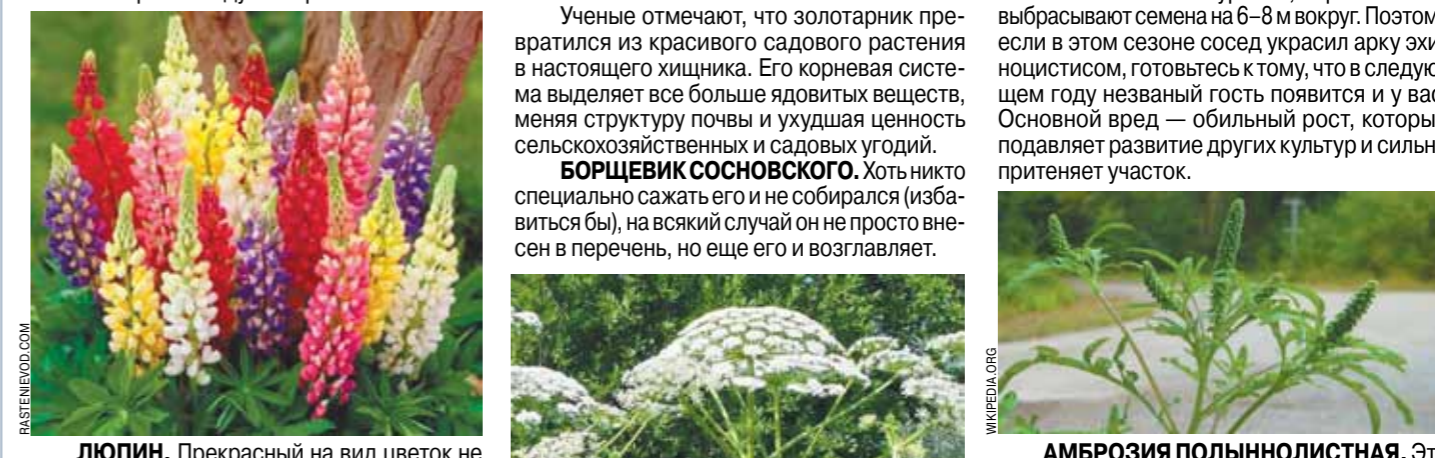 RASTENIEVOD.COM
ЛЮПИН. Прекрасный на вид цветок не
Ученые отмечают, что золотарник пре-
вратился из красивого садового растения
в настоящего хищника. Его корневая систе-
ма выделяет все больше ядовитых веществ,
меняя структуру почвы и ухудшая ценность
сельскохозяйственных и садовых угодий.
БОРЩЕВИК СОСНОВСКОГО. Хоть никто
специально сажать его и не собирался (изба-
виться бы), на всякий случай он не просто вне-
сен в перечень, но еще его и возглавляет.
выбрасывают семена на 6–8 м вокруг. Поэтом
если в этом сезоне сосед украсил арку эхи
ноцистисом, готовьтесь к тому, что в следую
щем году незваный гость появится и у вас
Основной вред — обильный рост, которы
подавляет развитие других культур и сильн
притеняет участок.
WIKIPEDIA.ORG
АМБРОЗИЯ ПОЛЫННОЛИСТНАЯ. Эт